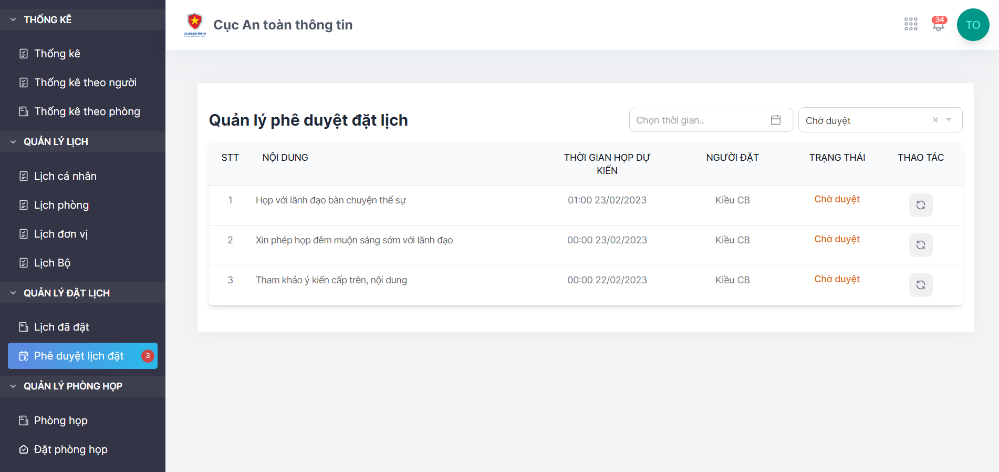 THỐNG KÊ
Thống kê
Thống kê theo người
Thống kê theo phòng
QUẢN LÝ LỊCH
Lịch cá nhân
Lịch phòng
Lịch đơn vị
Lịch Bộ
QUẢN LÝ ĐẶT LỊCH
Lịch đã đặt
Phê duyệt lịch đặt 3
QUẢN LÝ PHÒNG HỌP
Phòng họp
Đặt phòng họp
CỤC AN TOÀN THÔNG TIN
Cục An toàn thông tin
34
TO
Quản lý phê duyệt đặt lịch
Chọn thời gian..
Chờ duyệt
STT NỘI DUNG THỜI GIAN HỌP DỰ KIẾN NGƯỜI ĐẶT TRẠNG THÁI THAO TÁC
1 Họp với lãnh đạo bàn chuyện thế sự 01:00 23/02/2023 Kiều CB Chờ duyệt
2 Xin phép họp đêm muộn sáng sớm với lãnh đạo 00:00 23/02/2023 Kiều CB Chờ duyệt
3 Tham khảo ý kiến cấp trên, nội dung 00:00 22/02/2023 Kiều CB Chờ duyệt